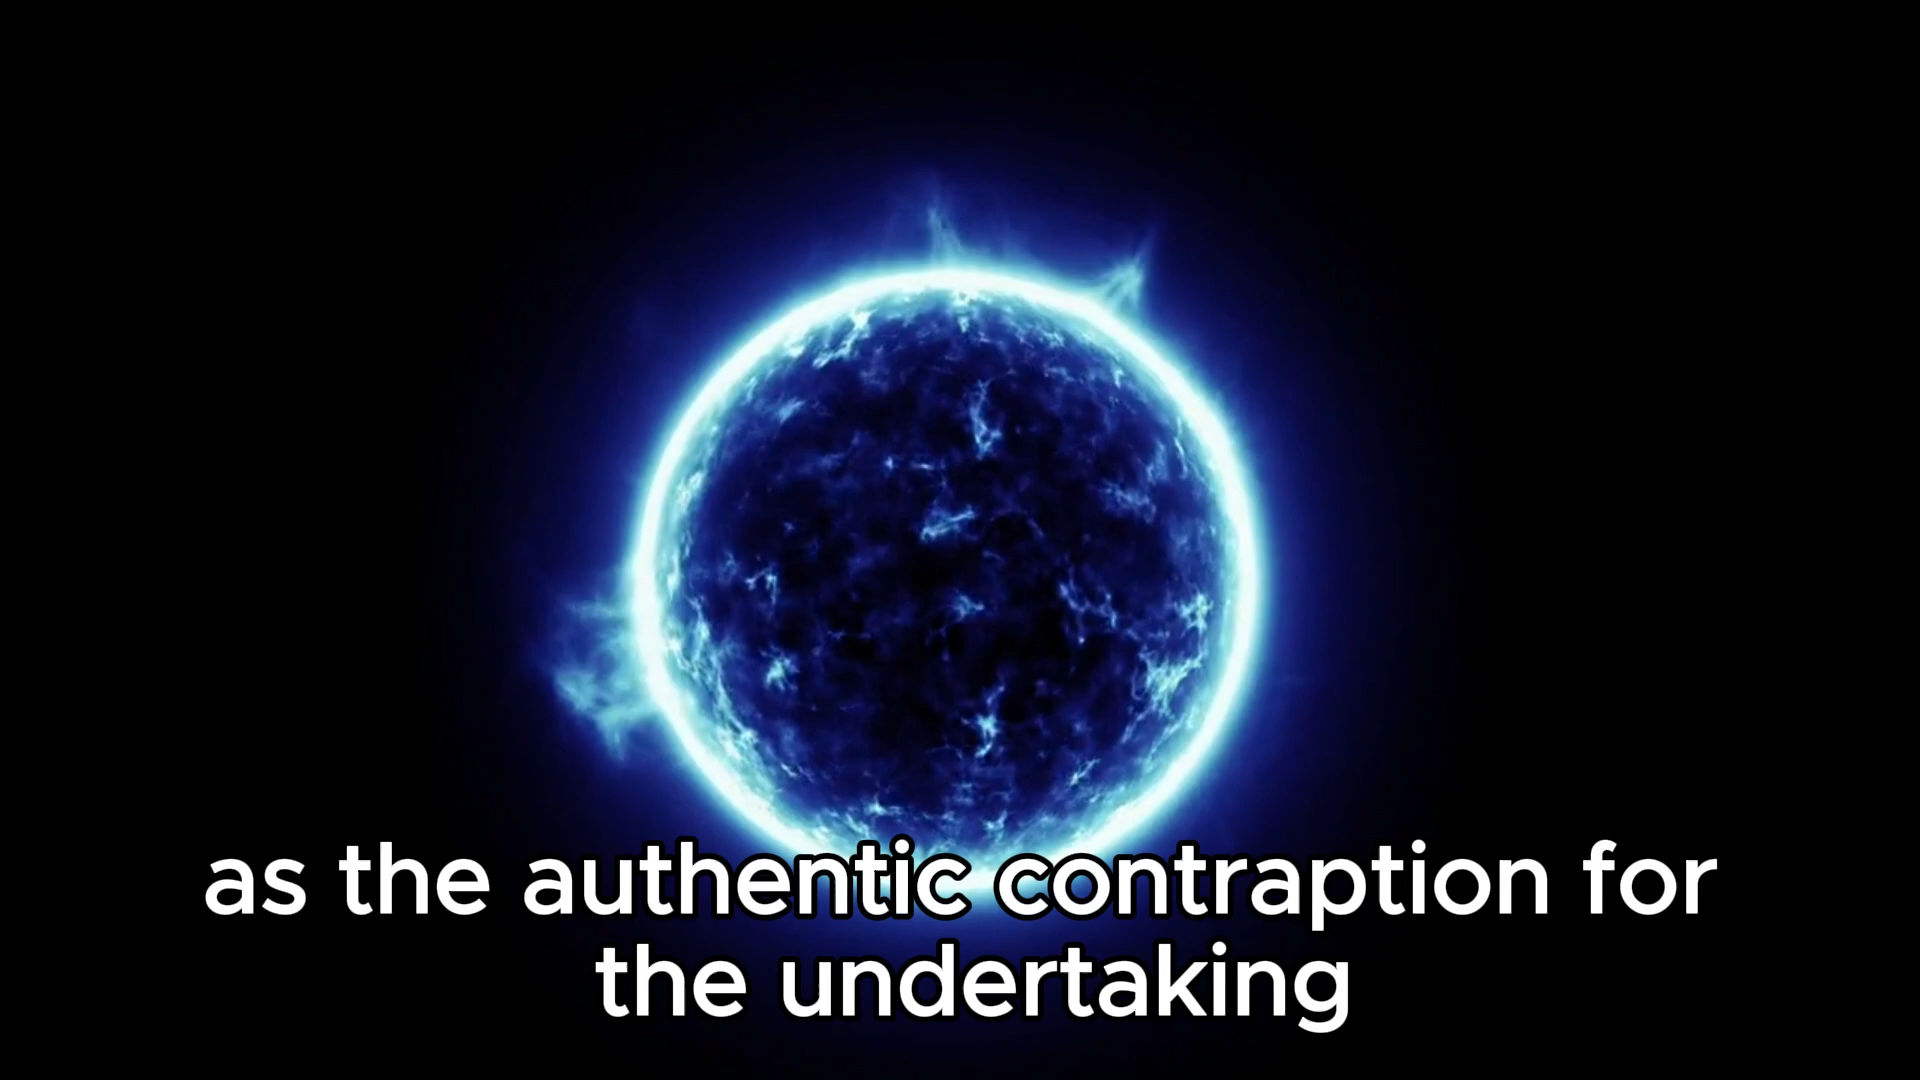 as the authentic contraption for
the undertaking